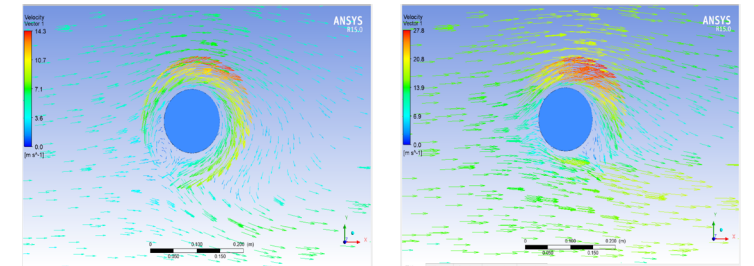 Velocity
Vector 1
14.3
10.7
7.1
3.6
0.0
[m s^-1]
ANSYS
R15.0
0 0.100 0.200 (m)
0.050 0.150
Y
X
Velocity
Vector 1
27.8
20.8
13.9
6.9
0.0
[m s^-1]
ANSYS
R15.0
0 0.100 0.200 (m)
0.050 0.150
Y
X